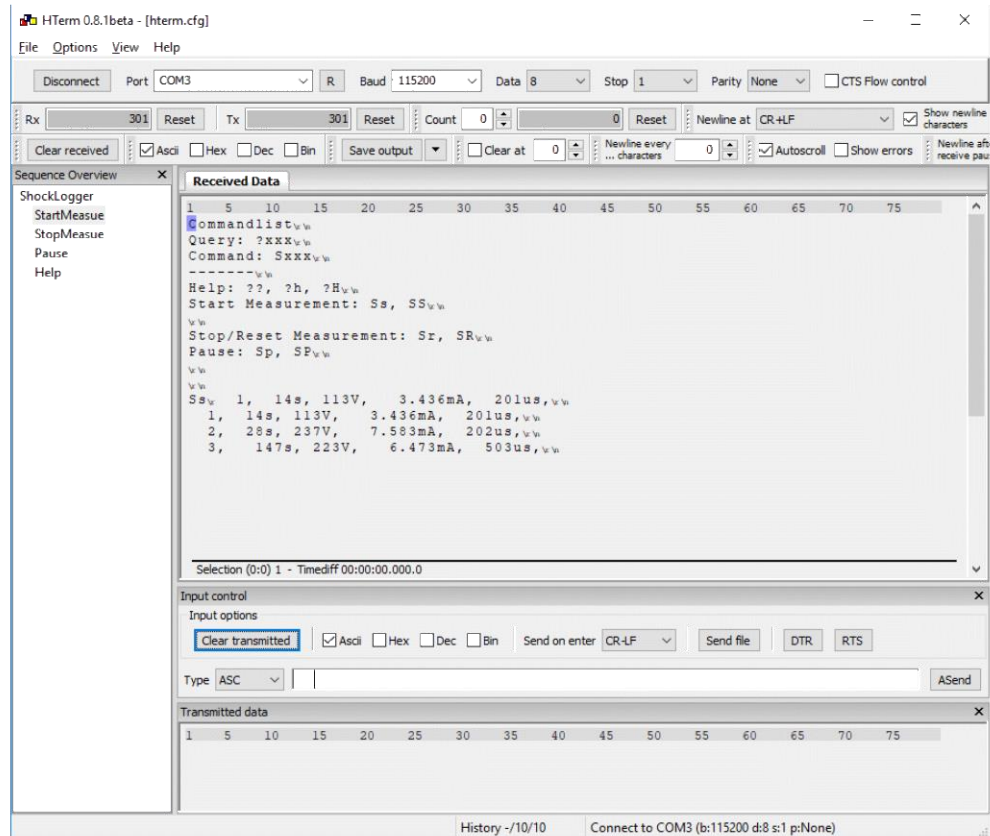 HTerm 0.8.1beta - [hterm.cfg]
File Options View Help
Disconnect Port COM3 R Baud 115200 Data 8 Stop 1 Parity None CTS Flow control
Rx 301 Reset Tx 301 Reset Count 0 0 Reset Newline at CR+LF Show newline characters
Clear received Ascii Hex Dec Bin Save output Clear at 0 Newline every ... characters 0 Autoscroll Show errors Newline aft receive pau
Sequence Overview
ShockLogger
StartMeasue
StopMeasue
Pause
Help
Received Data
1 5 10 15 20 25 30 35 40 45 50 55 60 65 70 75
Commandlist\r\n
Query: ?xxx\r\n
Command: Sxxx\r\n
-------\r\n
Help: ??, ?h, ?H\r\n
Start Measurement: Ss, SS\r\n
\r\n
Stop/Reset Measurement: Sr, SR\r\n
Pause: Sp, SP\r\n
\r\n
\r\n
Ss\r 1, 14s, 113V, 3.436mA, 201us,\r\n
1, 14s, 113V, 3.436mA, 201us,\r\n
2, 28s, 237V, 7.583mA, 202us,\r\n
3, 147s, 223V, 6.473mA, 503us,\r\n
Selection (0:0) 1 - Timediff 00:00:00.000.0
Input control
Input options
Clear transmitted Ascii Hex Dec Bin Send on enter CR-LF Send file DTR RTS
Type ASC ASend
Transmitted data
1 5 10 15 20 25 30 35 40 45 50 55 60 65 70 75
History -/10/10 Connect to COM3 (b:115200 d:8 s:1 p:None)